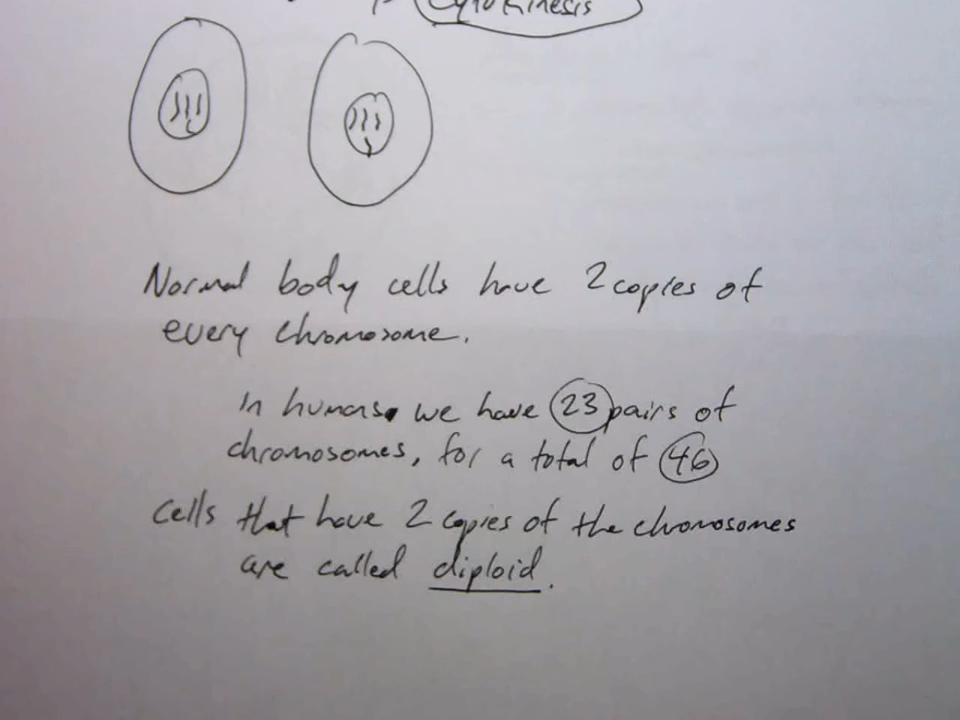 Cytokinesis
Normal body cells have 2 copies of
every chromosome.
In humans we have 23 pairs of
chromosomes, for a total of 46
Cells that have 2 copies of the chromosomes
are called diploid.